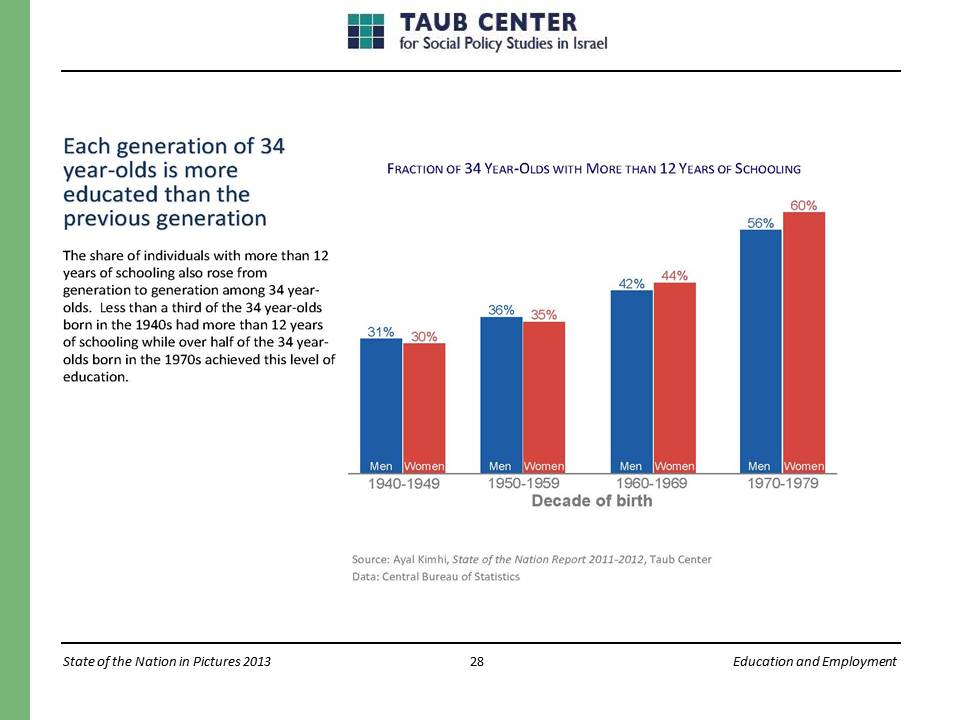 TAUB CENTER
for Social Policy Studies in Israel
Each generation of 34
year-olds is more
educated than the
previous generation
The share of individuals with more than 12
years of schooling also rose from
generation to generation among 34 year-
olds.  Less than a third of the 34 year-olds
born in the 1940s had more than 12 years
of schooling while over half of the 34 year-
olds born in the 1970s achieved this level of
education.
FRACTION OF 34 YEAR-OLDS WITH MORE THAN 12 YEARS OF SCHOOLING
31% 30% 36% 35% 42% 44% 56% 60%
Men Women Men Women Men Women Men Women
1940-1949 1950-1959 1960-1969 1970-1979
Decade of birth
Source: Ayal Kimhi, State of the Nation Report 2011-2012, Taub Center
Data: Central Bureau of Statistics
State of the Nation in Pictures 2013 28 Education and Employment